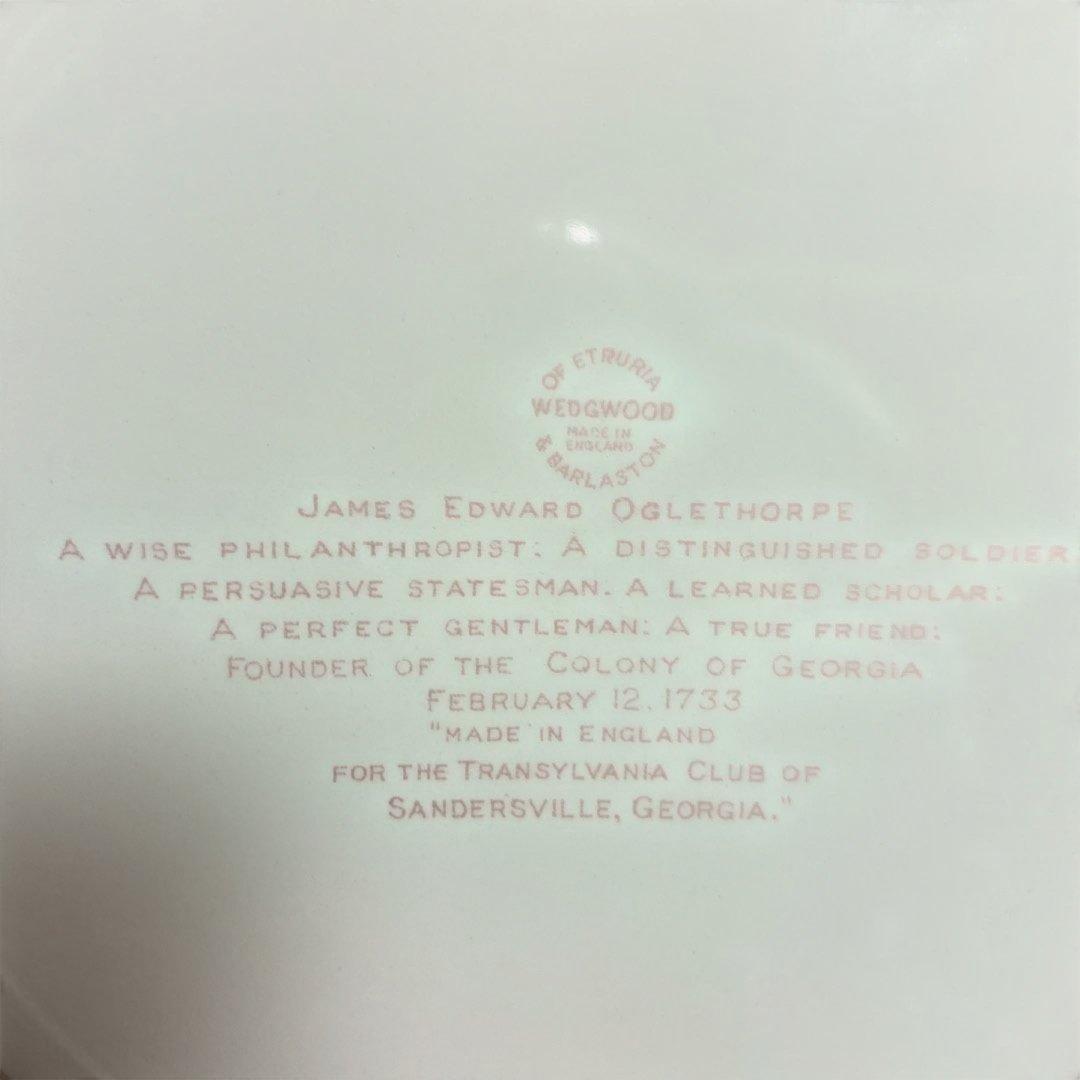 OF ETRURIA
WEDGWOOD
MADE IN
ENGLAND
& BARLASTON
JAMES EDWARD OGLETHORPE
A WISE PHILANTHROPIST: A DISTINGUISHED SOLDIER
A PERSUASIVE STATESMAN. A LEARNED SCHOLAR:
A PERFECT GENTLEMAN: A TRUE FRIEND:
FOUNDER OF THE COLONY OF GEORGIA
FEBRUARY 12. 1733
"MADE IN ENGLAND
FOR THE TRANSYLVANIA CLUB OF
SANDERSVILLE, GEORGIA."